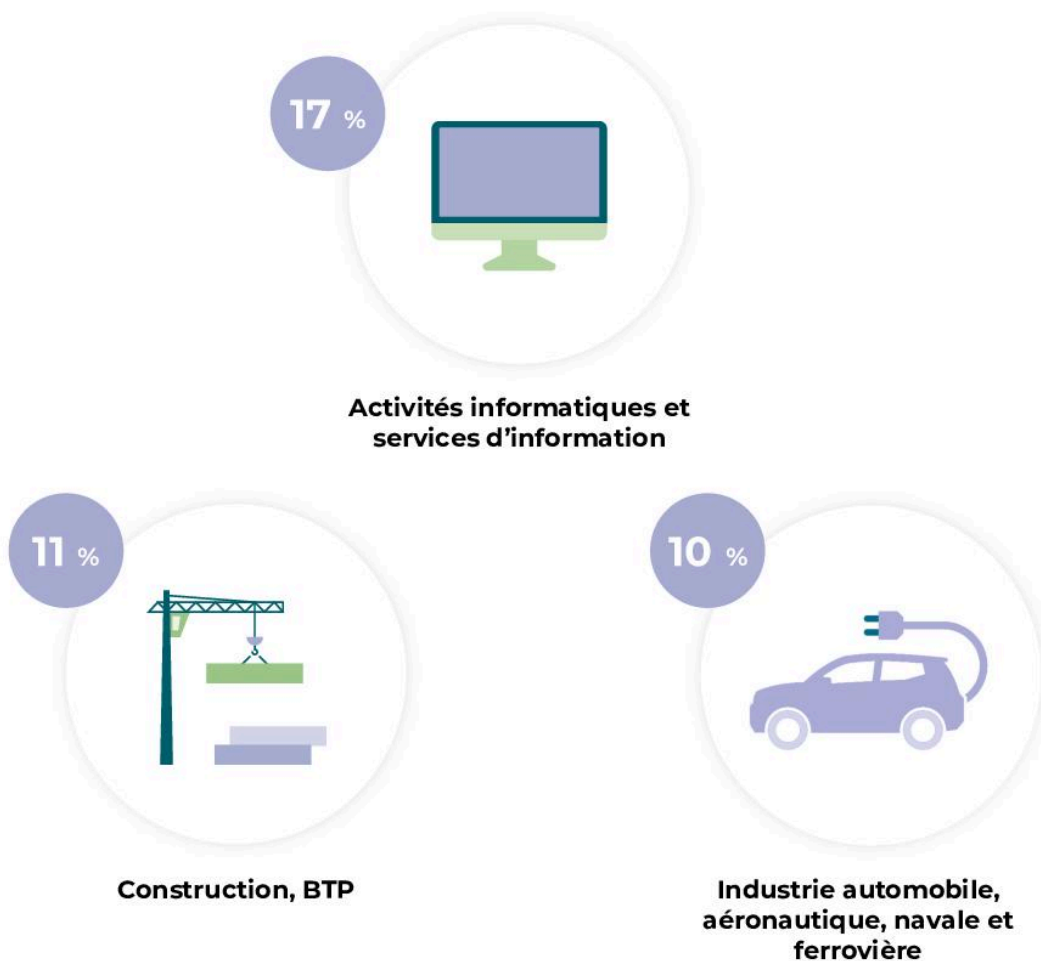 17 %
Activités informatiques et
services d'information
11 %
10 %
Construction, BTP
Industrie automobile,
aéronautique, navale et
ferrovière